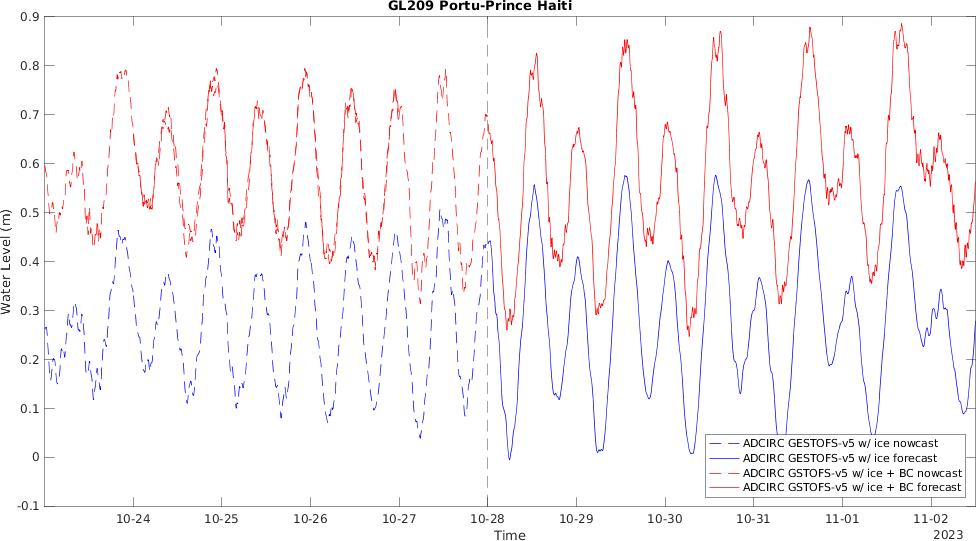 GL209 Portu-Prince Haiti
0.9
0.8
0.7
0.6
0.5
0.4
0.3
0.2
0.1
0
-0.1
Water Level (m)
ADCIRC GESTOFS-v5 w/ ice nowcast
ADCIRC GESTOFS-v5 w/ ice forecast
ADCIRC GSTOFS-v5 w/ ice + BC nowcast
ADCIRC GSTOFS-v5 w/ ice + BC forecast
10-24 10-25 10-26 10-27 10-28 10-29 10-30 10-31 11-01 11-02
2023
Time